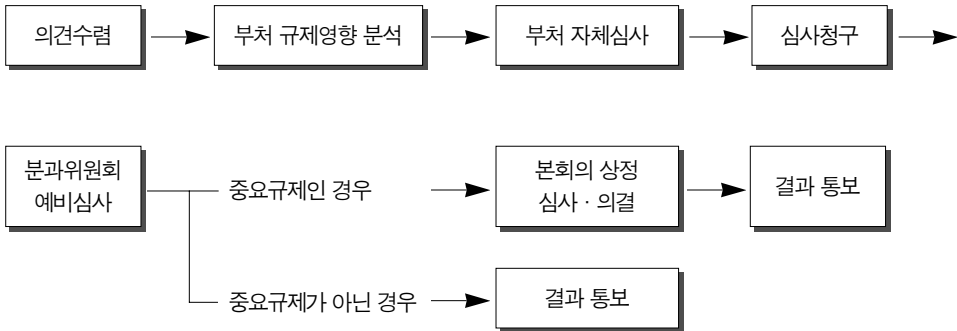 의견수렴
부처 규제영향 분석
부처 자체심사
심사청구
분과위원회
예비심사
중요규제인 경우
본회의 상정
심사 · 의결
결과 통보
중요규제가 아닌 경우
결과 통보